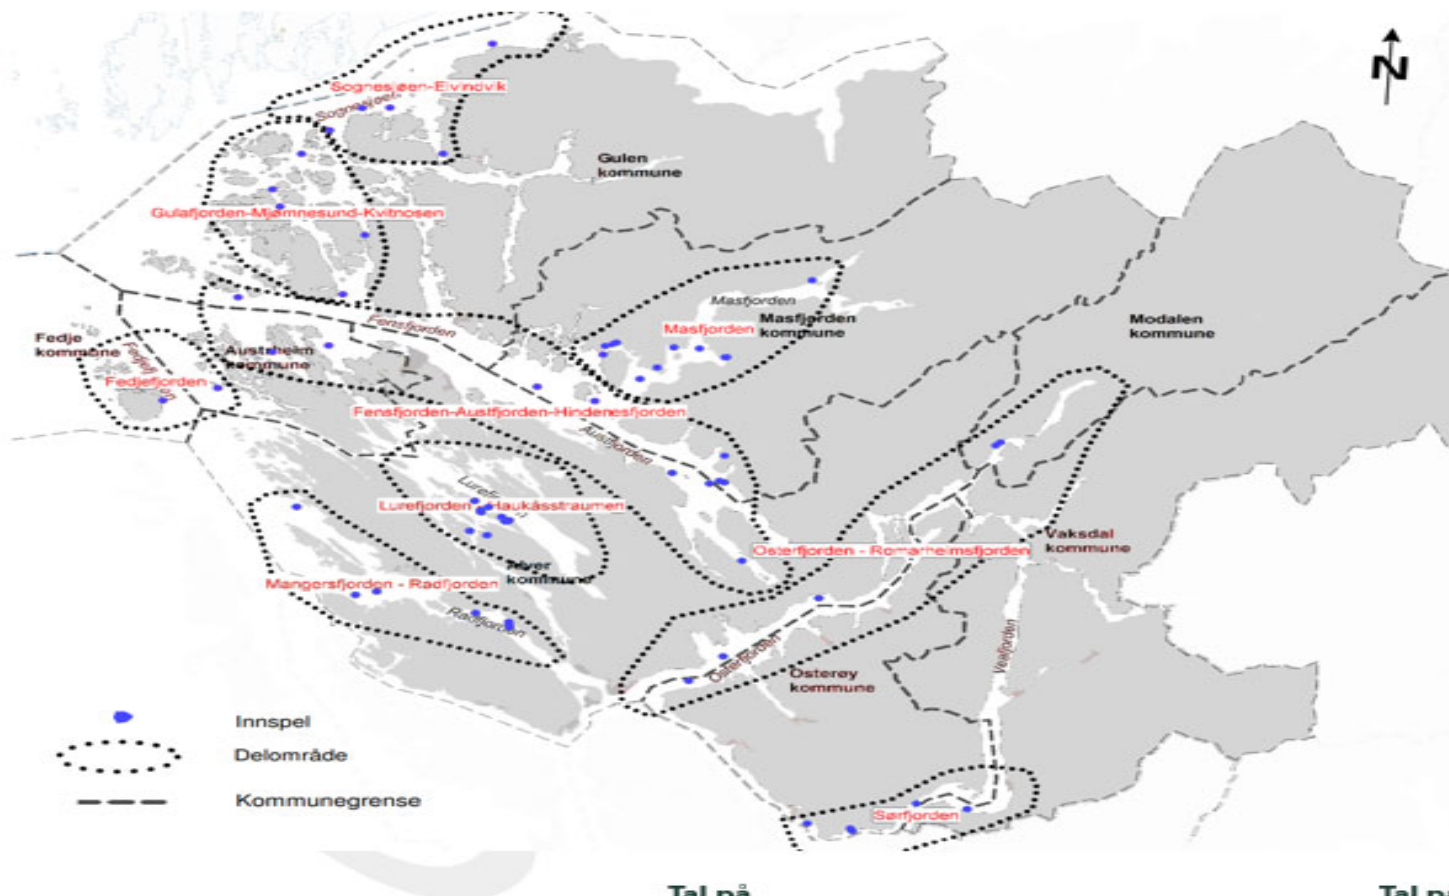 N
Sognesjøen-Eivindvik
Sognesjøen
Gulen
kommune
Gulafjorden-Mjømnesund-Kvitnosen
Masfjorden
Masfjorden
kommune
Masfjorden
Modalen
kommune
Fensfjorden
Fedje
kommune
Austrheim
kommune
Fedjefjorden
Fedjefjorden
Fensfjorden-Austfjorden-Hindenesfjorden
Austfjorden
Lurefjorden
Lurefjorden - Haukåsstraumen
Vaksdal
kommune
Osterfjorden - Romarheimsfjorden
Alver
kommune
Mangersfjorden - Radfjorden
Radfjorden
Osterfjorden
Veafjorden
Osterøy
kommune
Innspel
Delområde
Kommunegrense
Sørfjorden
Tal på